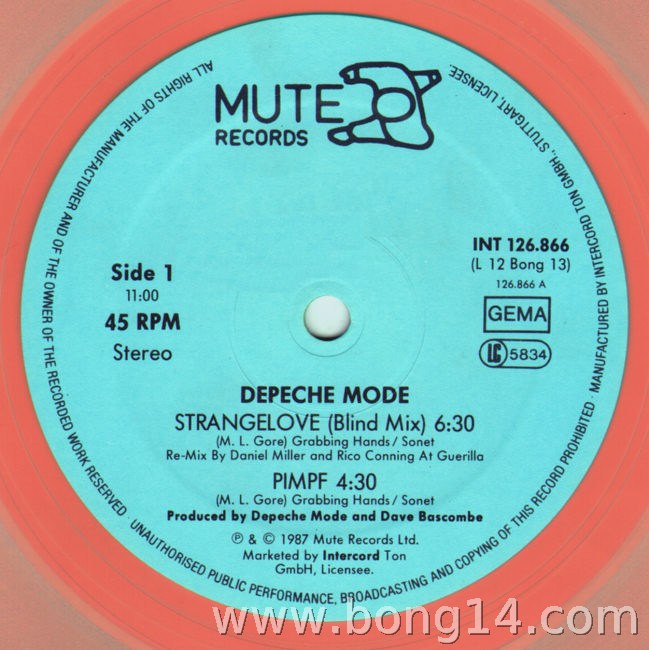 MUTE
RECORDS
Side 1
11:00
45 RPM
Stereo
INT 126.866
(L 12 Bong 13)
126.866 A
GEMA
LC 5834
DEPECHE MODE
STRANGELOVE (Blind Mix) 6:30
(M. L. Gore) Grabbing Hands / Sonet
Re-Mix By Daniel Miller and Rico Conning At Guerilla
PIMPF 4:30
(M. L. Gore) Grabbing Hands / Sonet
Produced by Depeche Mode and Dave Bascombe
℗ & © 1987 Mute Records Ltd.
Marketed by Intercord Ton
GmbH, Licensee.
ALL RIGHTS OF THE MANUFACTURER AND OF THE OWNER OF THE RECORDED WORK RESERVED · UNAUTHORISED PUBLIC PERFORMANCE, BROADCASTING AND COPYING OF THIS RECORD PROHIBITED · MANUFACTURED BY INTERCORD TON GMBH., STUTTGART, LICENSEE.
www.bong14.com